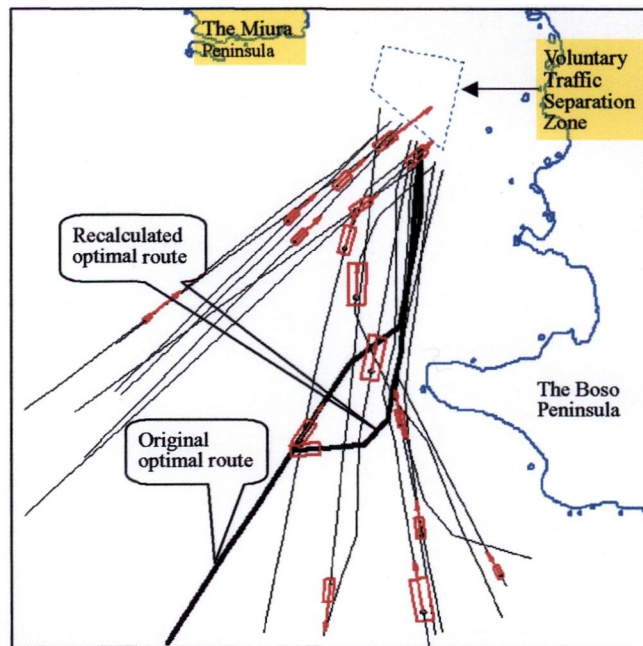 The Miura
Peninsula
Voluntary
Traffic
Separation
Zone
Recalculated
optimal route
The Boso
Peninsula
Original
optimal route